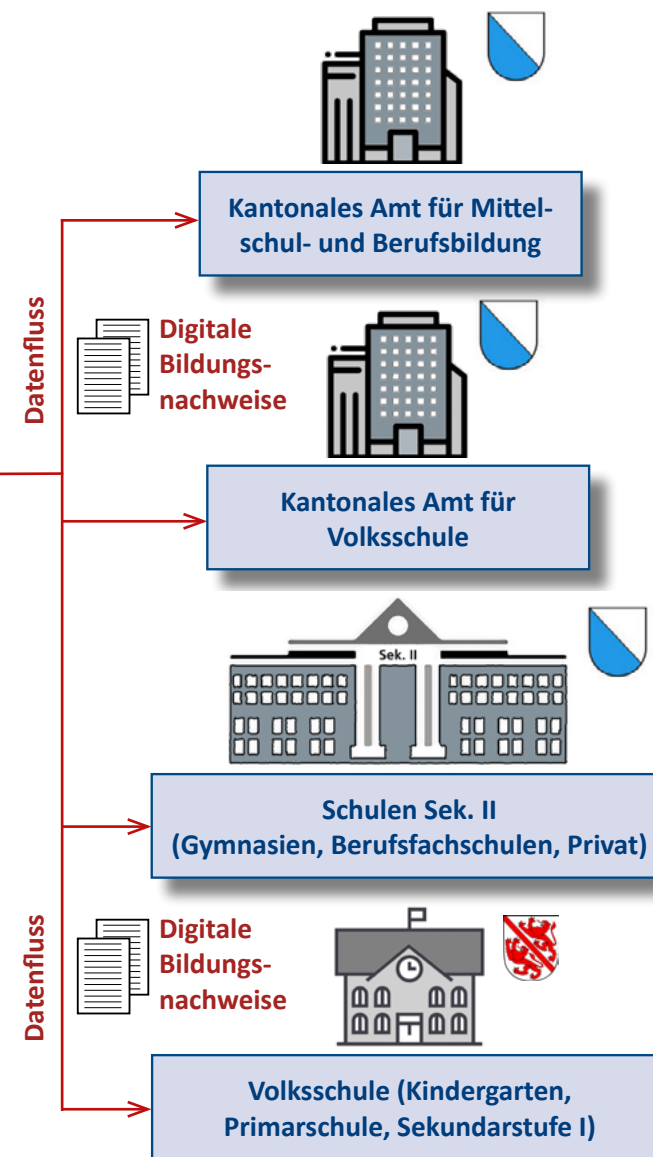 Kantonales Amt für Mittel-
schul- und Berufsbildung
Datenfluss
Digitale
Bildungs-
nachweise
Kantonales Amt für
Volksschule
Sek. II
Schulen Sek. II
(Gymnasien, Berufsfachschulen, Privat)
Datenfluss
Digitale
Bildungs-
nachweise
Volksschule (Kindergarten,
Primarschule, Sekundarstufe I)